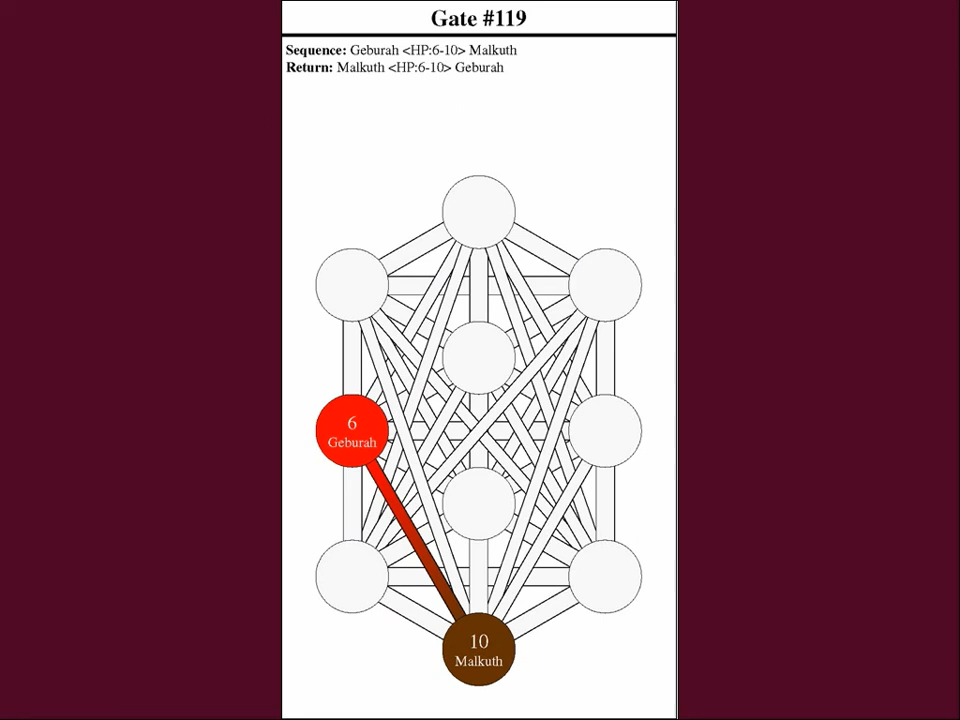 Gate #119
Sequence: Geburah <HP:6-10> Malkuth
Return: Malkuth <HP:6-10> Geburah
6
Geburah
10
Malkuth